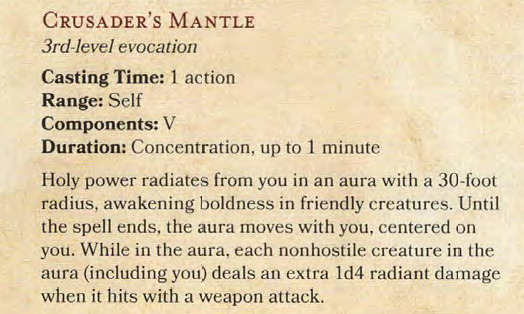 CRUSADER'S MANTLE
3rd-level evocation
Casting Time: 1 action
Range: Self
Components: V
Duration: Concentration, up to 1 minute
Holy power radiates from you in an aura with a 30-foot
radius, awakening boldness in friendly creatures. Until
the spell ends, the aura moves with you, centered on
you. While in the aura, each nonhostile creature in the
aura (including you) deals an extra 1d4 radiant damage
when it hits with a weapon attack.